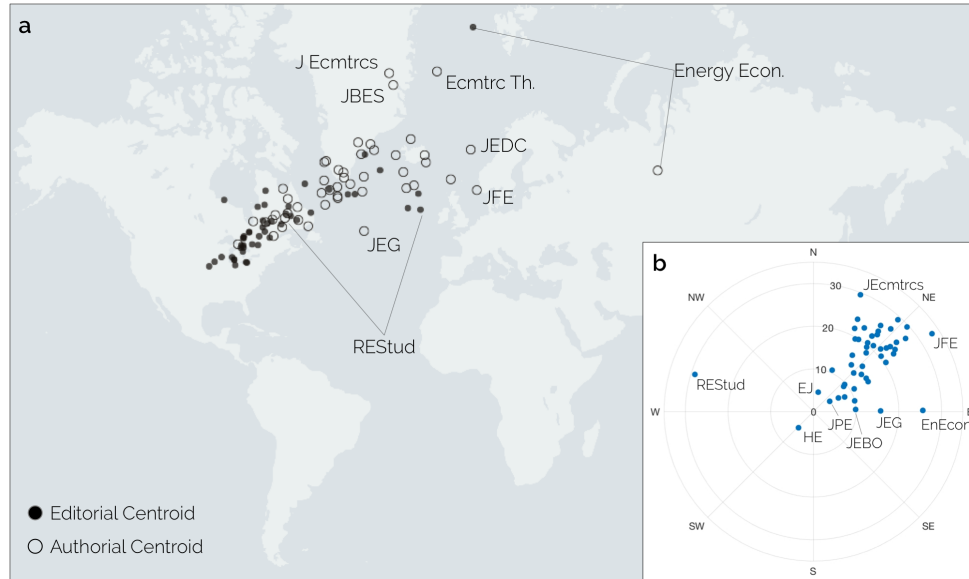 a
J Ecmtrcs
JBES
Ecmtrc Th.
Energy Econ.
JEDC
JFE
JEG
REStud
Editorial Centroid
Authorial Centroid
b
N
30
JEcmtrcs
NW
NE
20
JFE
REStud
10
EJ
W
0
E
HE
JPE
JEBO
JEG
EnEcon
SW
SE
S